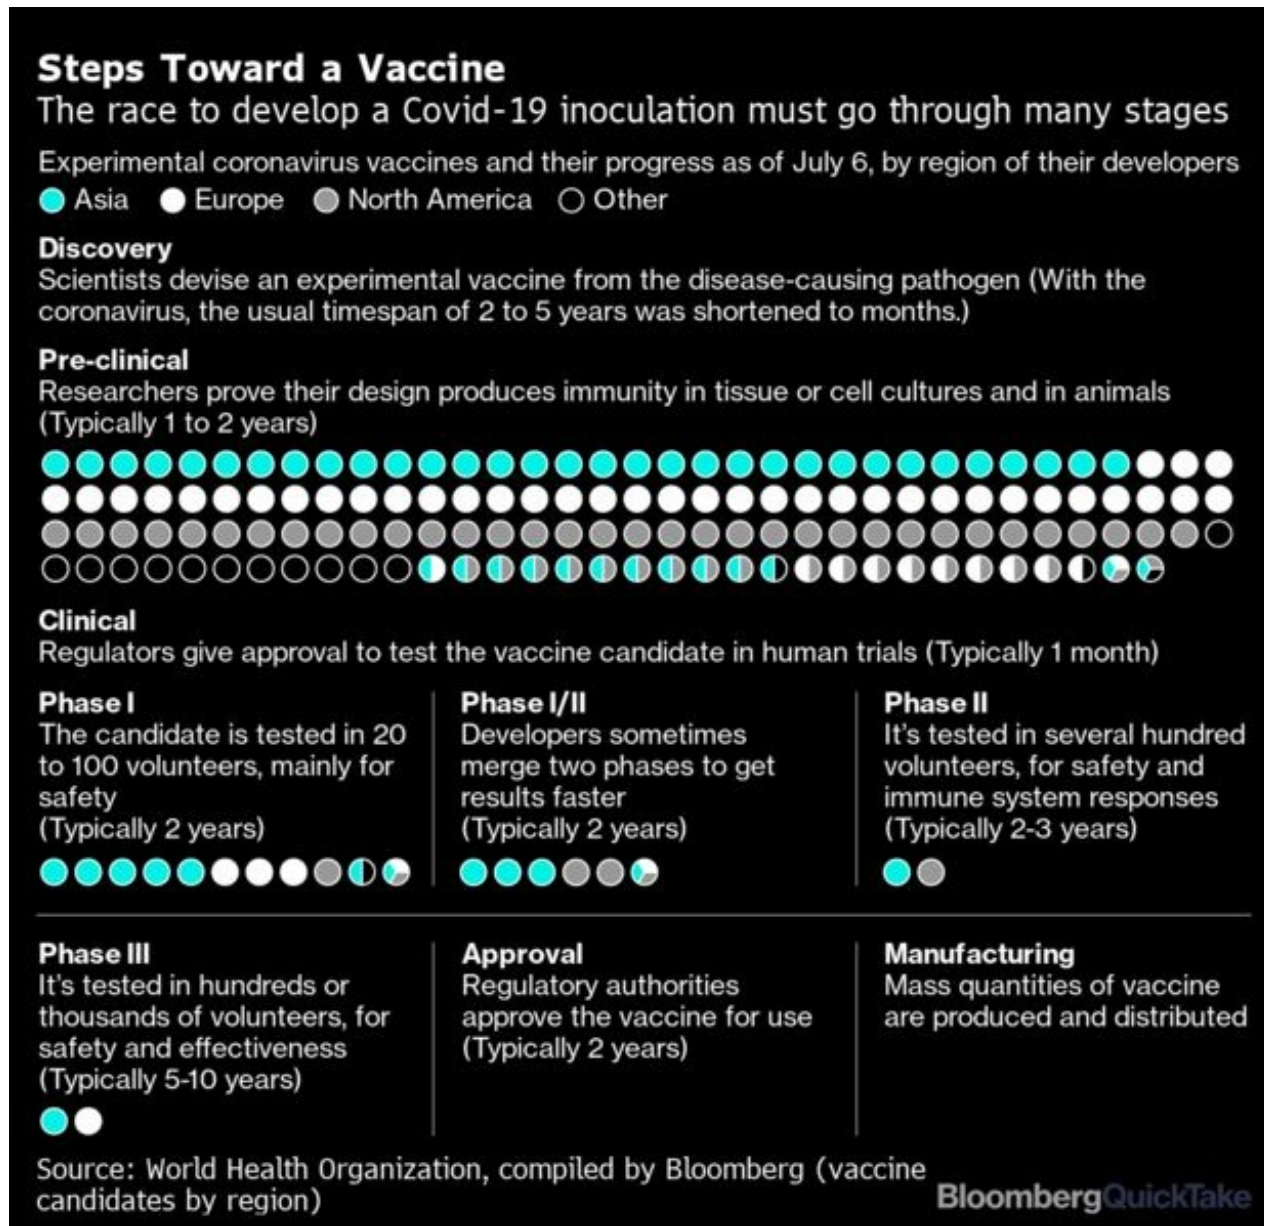 Steps Toward a Vaccine
The race to develop a Covid-19 inoculation must go through many stages
Experimental coronavirus vaccines and their progress as of July 6, by region of their developers
Asia Europe North America Other
Discovery
Scientists devise an experimental vaccine from the disease-causing pathogen (With the
coronavirus, the usual timespan of 2 to 5 years was shortened to months.)
Pre-clinical
Researchers prove their design produces immunity in tissue or cell cultures and in animals
(Typically 1 to 2 years)
Clinical
Regulators give approval to test the vaccine candidate in human trials (Typically 1 month)
Phase I
The candidate is tested in 20
to 100 volunteers, mainly for
safety
(Typically 2 years)
Phase I/II
Developers sometimes
merge two phases to get
results faster
(Typically 2 years)
Phase II
It's tested in several hundred
volunteers, for safety and
immune system responses
(Typically 2-3 years)
Phase III
It's tested in hundreds or
thousands of volunteers, for
safety and effectiveness
(Typically 5-10 years)
Approval
Regulatory authorities
approve the vaccine for use
(Typically 2 years)
Manufacturing
Mass quantities of vaccine
are produced and distributed
Source: World Health Organization, compiled by Bloomberg (vaccine
candidates by region)
BloombergQuickTake